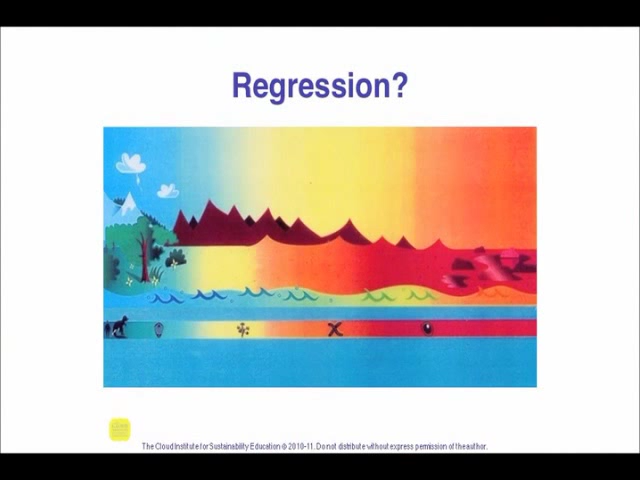 Regression?
The Cloud Institute for Sustainability Education © 2010-11. Do not distribute without express permission of the author.